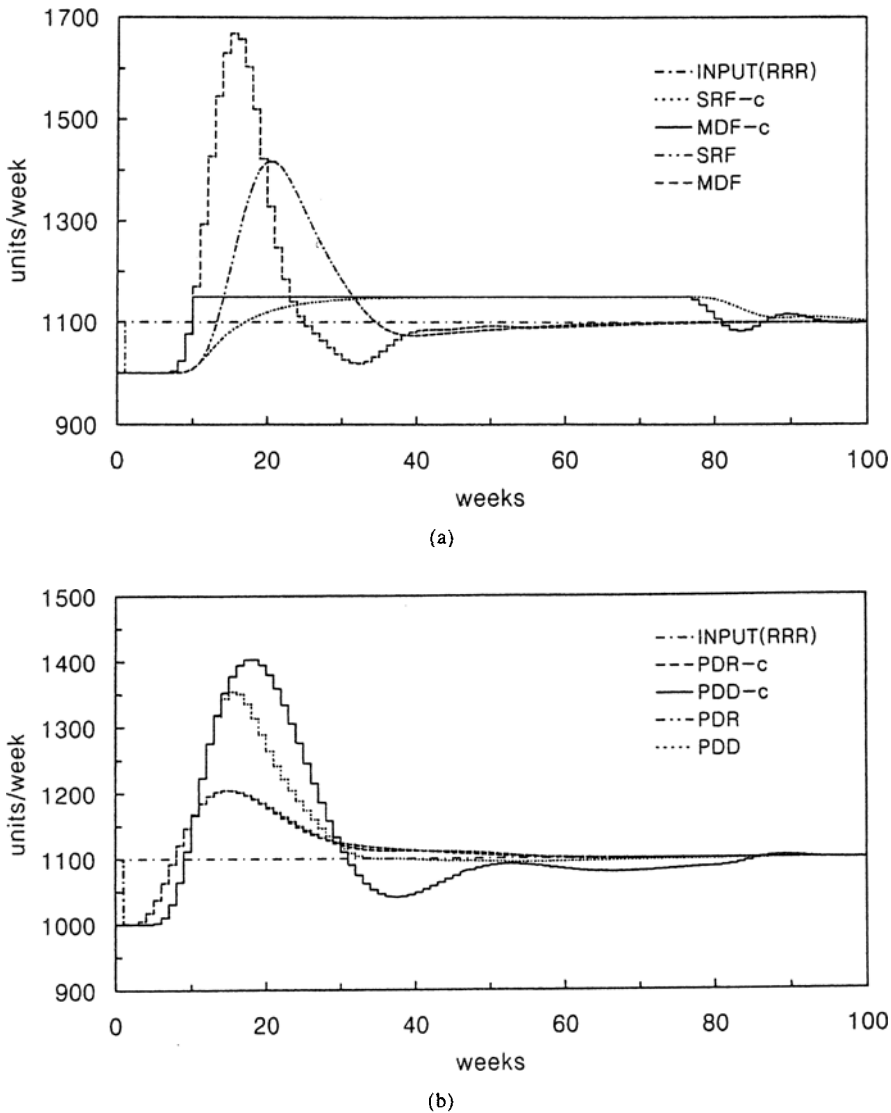 1700
1500
1300
1100
900
units/week
INPUT(RRR)
SRF-c
MDF-c
SRF
MDF
0
20
40
60
80
100
weeks
(a)
1500
1400
1300
1200
1100
1000
900
units/week
INPUT(RRR)
PDR-c
PDD-c
PDR
PDD
0
20
40
60
80
100
weeks
(b)